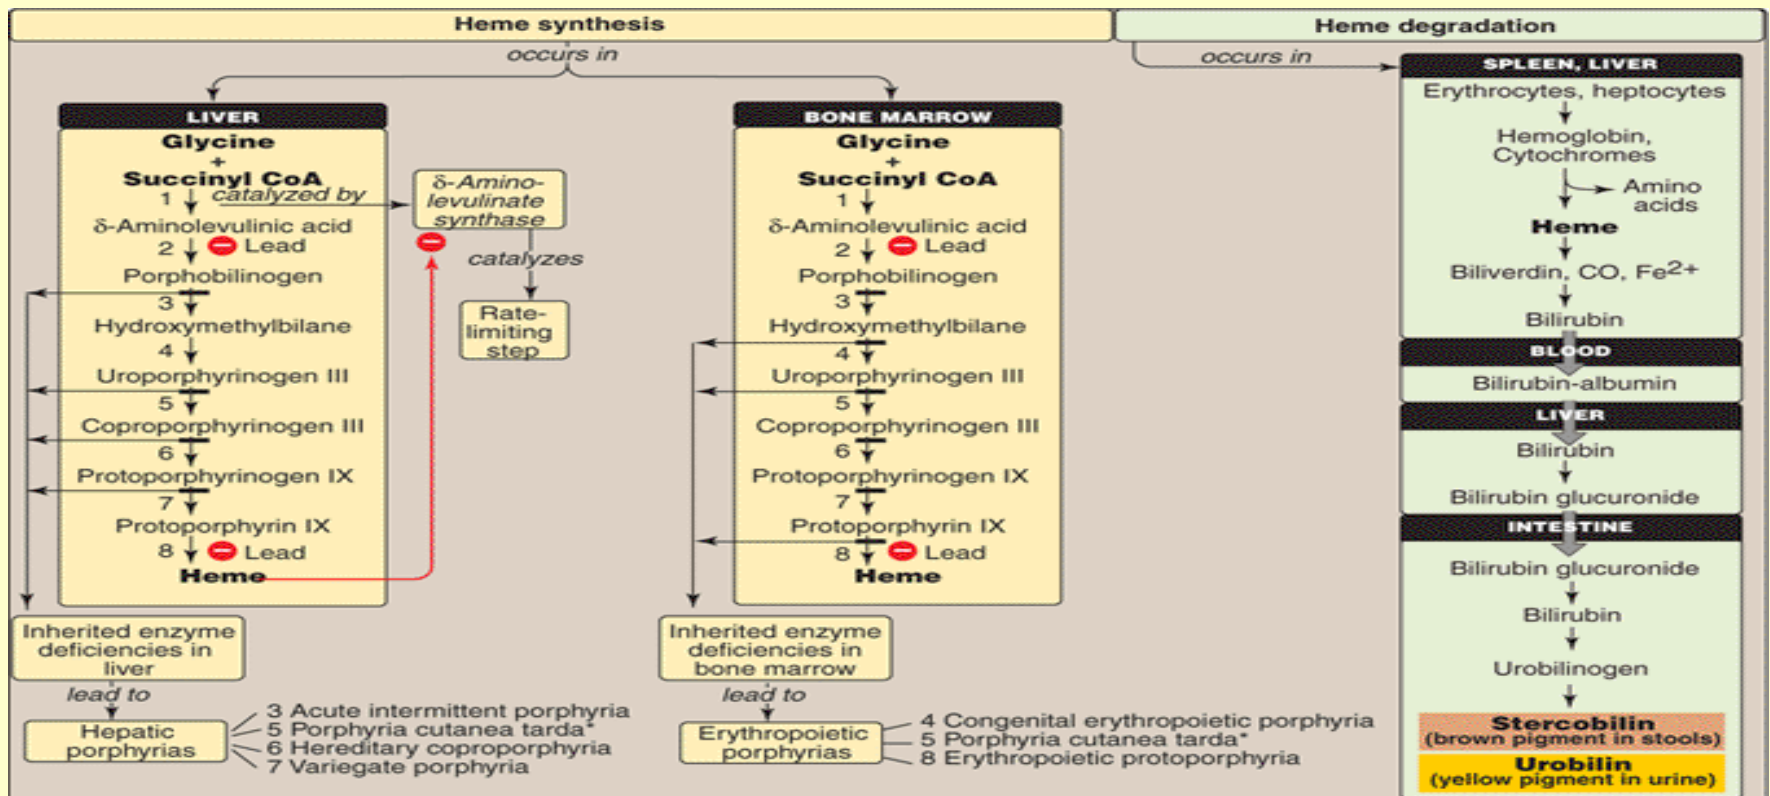 Heme synthesis
occurs in
LIVER
Glycine
+
Succinyl CoA
1 catalyzed by
δ-Amino-
levulinate
synthase
catalyzes
Rate-
limiting
step
δ-Aminolevulinic acid
2 Lead
Porphobilinogen
3
Hydroxymethylbilane
4
Uroporphyrinogen III
5
Coproporphyrinogen III
6
Protoporphyrinogen IX
7
Protoporphyrin IX
8 Lead
Heme
Inherited enzyme
deficiencies in
liver
lead to
Hepatic
porphyrias
3 Acute intermittent porphyria
5 Porphyria cutanea tarda*
6 Hereditary coproporphyria
7 Variegate porphyria
BONE MARROW
Glycine
+
Succinyl CoA
1
δ-Aminolevulinic acid
2 Lead
Porphobilinogen
3
Hydroxymethylbilane
4
Uroporphyrinogen III
5
Coproporphyrinogen III
6
Protoporphyrinogen IX
7
Protoporphyrin IX
8 Lead
Heme
Inherited enzyme
deficiencies in
bone marrow
lead to
Erythropoietic
porphyrias
4 Congenital erythropoietic porphyria
5 Porphyria cutanea tarda*
8 Erythropoietic protoporphyria
Heme degradation
occurs in
SPLEEN, LIVER
Erythrocytes, heptocytes
Hemoglobin,
Cytochromes
Amino
acids
Heme
Biliverdin, CO, Fe2+
Bilirubin
BLOOD
Bilirubin-albumin
LIVER
Bilirubin
Bilirubin glucuronide
INTESTINE
Bilirubin glucuronide
Bilirubin
Urobilinogen
Stercobilin
(brown pigment in stools)
Urobilin
(yellow pigment in urine)